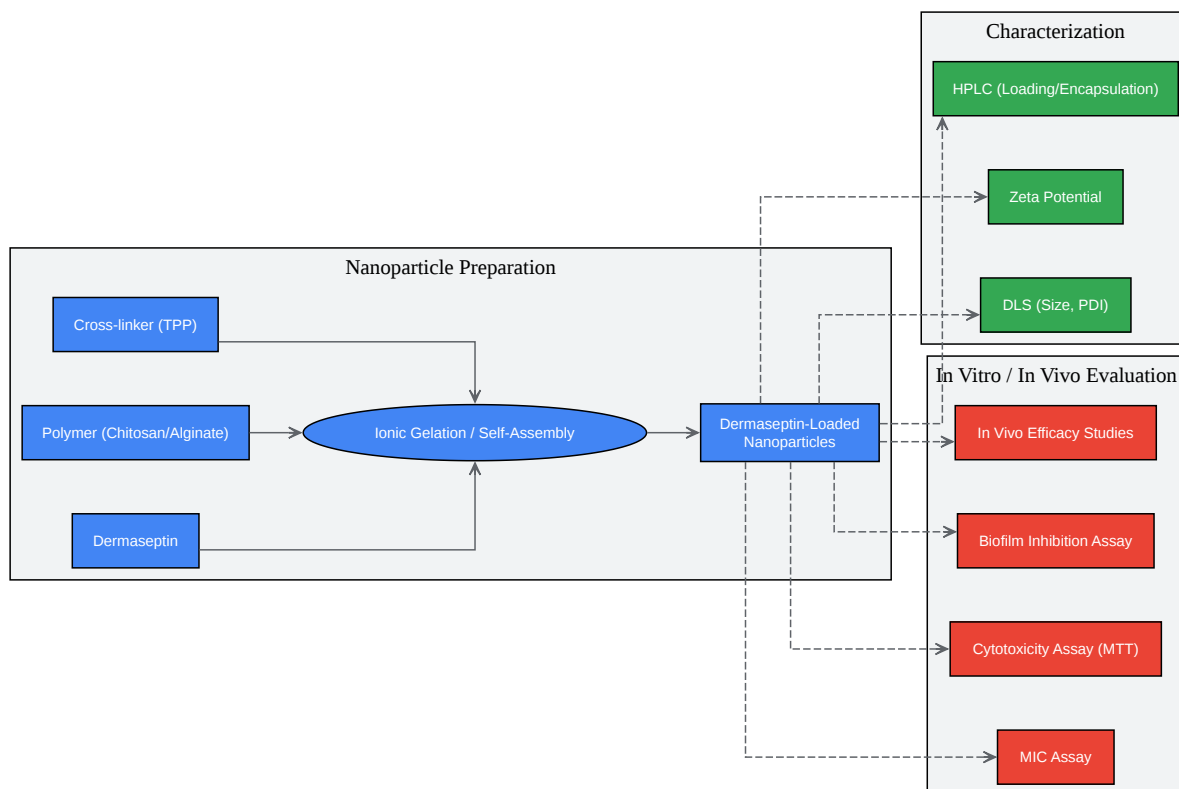 Characterization
HPLC (Loading/Encapsulation)
Zeta Potential
DLS (Size, PDI)
Nanoparticle Preparation
Cross-linker (TPP)
Polymer (Chitosan/Alginate)
Dermaseptin
Ionic Gelation / Self-Assembly
Dermaseptin-Loaded
Nanoparticles
In Vitro / In Vivo Evaluation
In Vivo Efficacy Studies
Biofilm Inhibition Assay
Cytotoxicity Assay (MTT)
MIC Assay